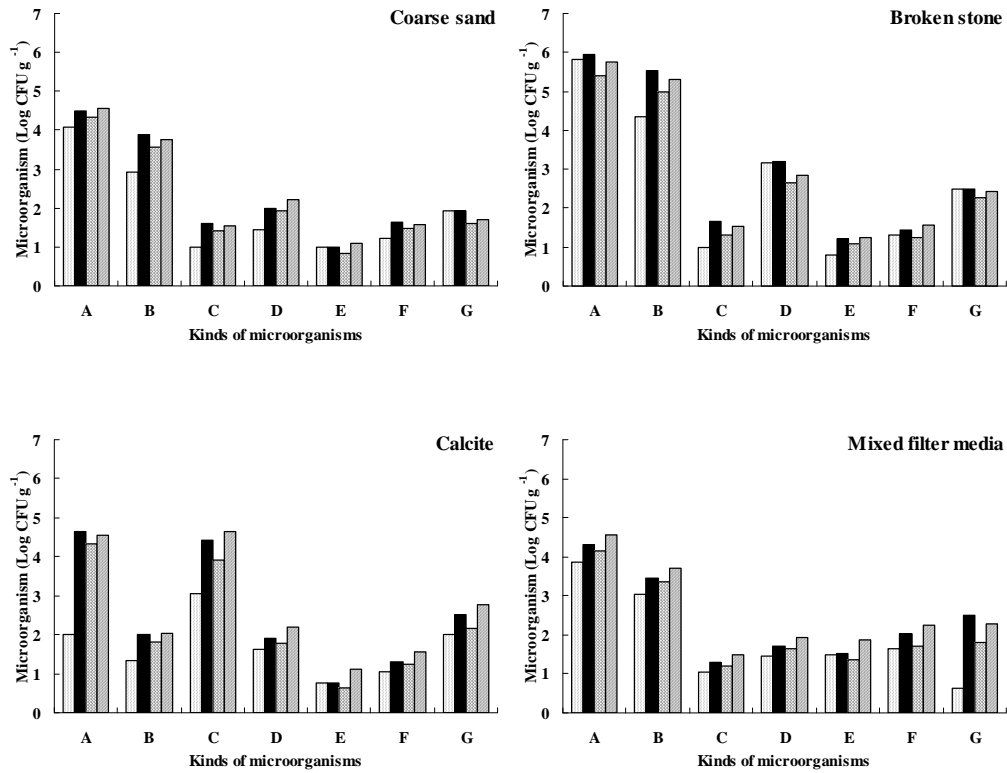 Coarse sand
Microorganism (Log CFU g⁻¹)
7
6
5
4
3
2
1
0
A B C D E F G
Kinds of microorganisms
Broken stone
Microorganism (Log CFU g⁻¹)
7
6
5
4
3
2
1
0
A B C D E F G
Kinds of microorganisms
Calcite
Microorganism (Log CFU g⁻¹)
7
6
5
4
3
2
1
0
A B C D E F G
Kinds of microorganisms
Mixed filter media
Microorganism (Log CFU g⁻¹)
7
6
5
4
3
2
1
0
A B C D E F G
Kinds of microorganisms